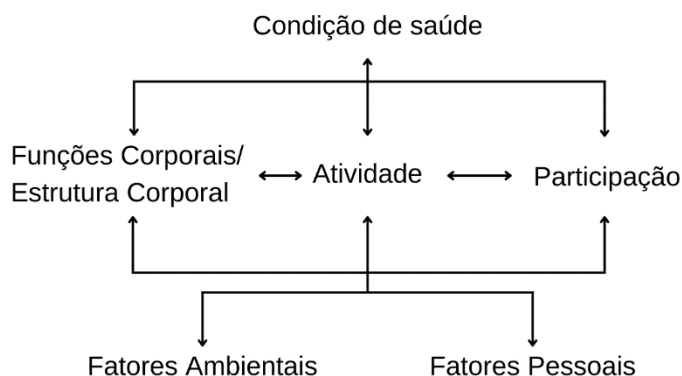 Condição de saúde
Funções Corporais/
Estrutura Corporal
Atividade
Participação
Fatores Ambientais
Fatores Pessoais